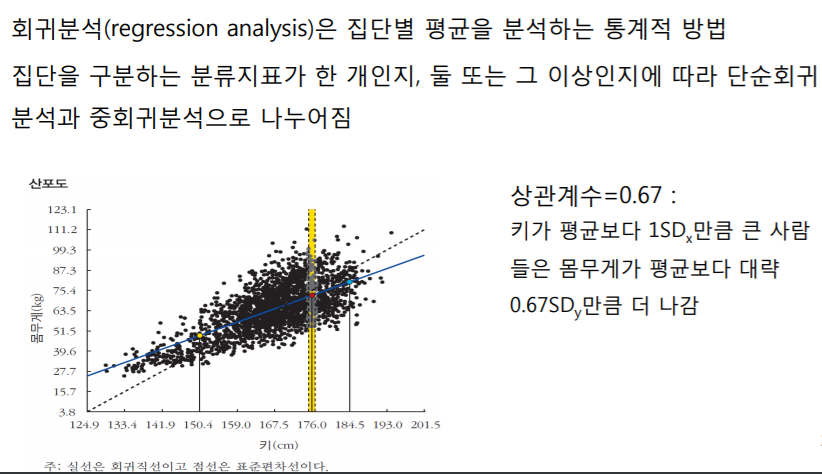 회귀분석(regression analysis)은 집단별 평균을 분석하는 통계적 방법
집단을 구분하는 분류지표가 한 개인지, 둘 또는 그 이상인지에 따라 단순회귀
분석과 중회귀분석으로 나누어짐
산포도
123.1
111.2
99.3
87.3
75.4
63.5
51.5
39.6
27.7
15.7
3.8
몸무게(kg)
124.9 133.4 141.9 150.4 159.0 167.5 176.0 184.5 193.0 201.5
키(cm)
주: 실선은 회귀직선이고 점선은 표준편차선이다.
상관계수=0.67 :
키가 평균보다 1SDx만큼 큰 사람
들은 몸무게가 평균보다 대략
0.67SDy만큼 더 나감